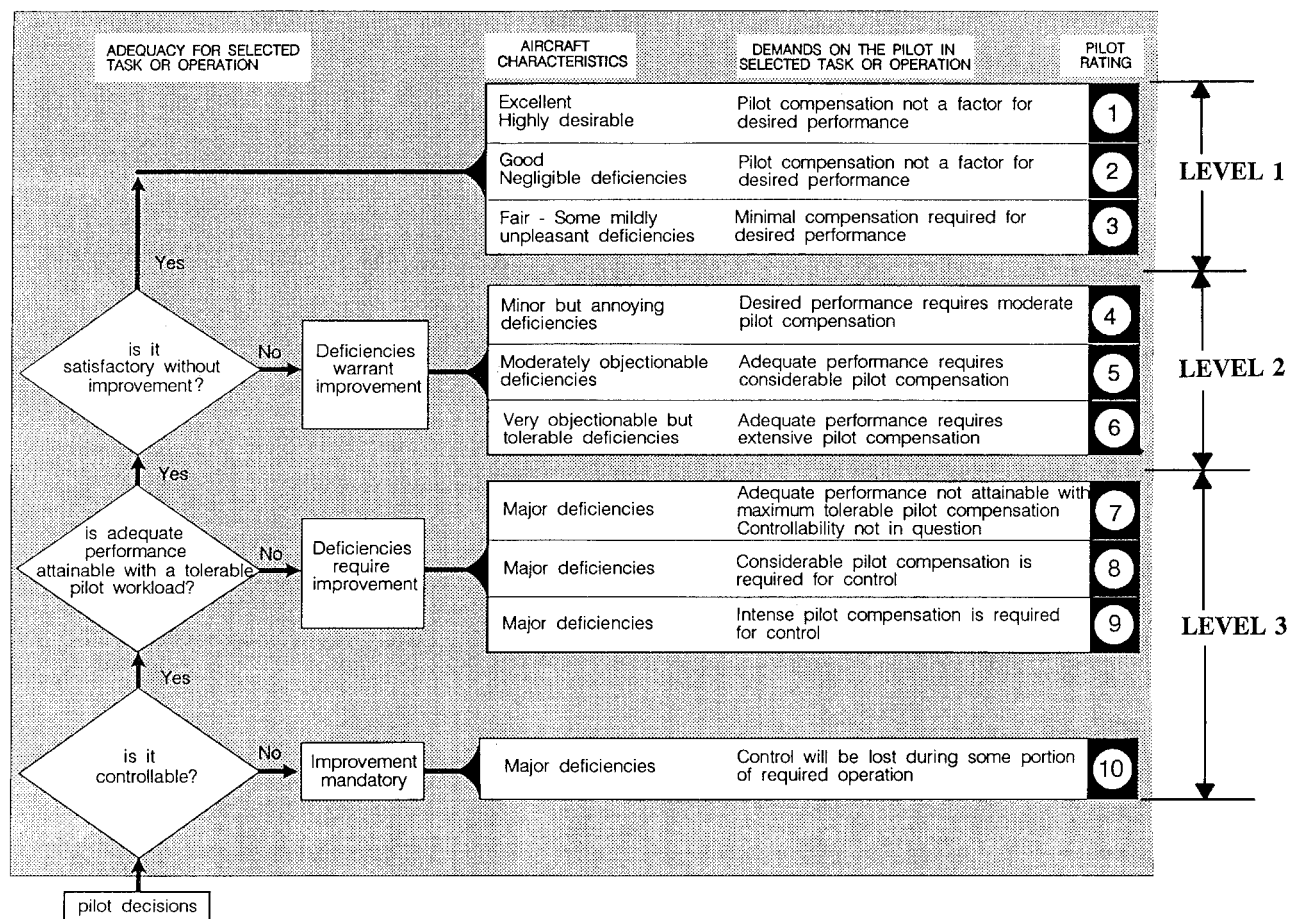 ADEQUACY FOR SELECTED
TASK OR OPERATION
AIRCRAFT
CHARACTERISTICS
DEMANDS ON THE PILOT IN
SELECTED TASK OR OPERATION
PILOT
RATING
Excellent
Highly desirable
Pilot compensation not a factor for
desired performance
1
Good
Negligible deficiencies
Pilot compensation not a factor for
desired performance
2
Fair - Some mildly
unpleasant deficiencies
Minimal compensation required for
desired performance
3
LEVEL 1
Yes
is it
satisfactory without
improvement?
No
Deficiencies
warrant
improvement
Minor but annoying
deficiencies
Desired performance requires moderate
pilot compensation
4
Moderately objectionable
deficiencies
Adequate performance requires
considerable pilot compensation
5
Very objectionable but
tolerable deficiencies
Adequate performance requires
extensive pilot compensation
6
LEVEL 2
Yes
is adequate
performance
attainable with a tolerable
pilot workload?
No
Deficiencies
require
improvement
Major deficiencies
Adequate performance not attainable with
maximum tolerable pilot compensation
Controllability not in question
7
Major deficiencies
Considerable pilot compensation is
required for control
8
Major deficiencies
Intense pilot compensation is required
for control
9
LEVEL 3
Yes
is it
controllable?
No
Improvement
mandatory
Major deficiencies
Control will be lost during some portion
of required operation
10
pilot decisions